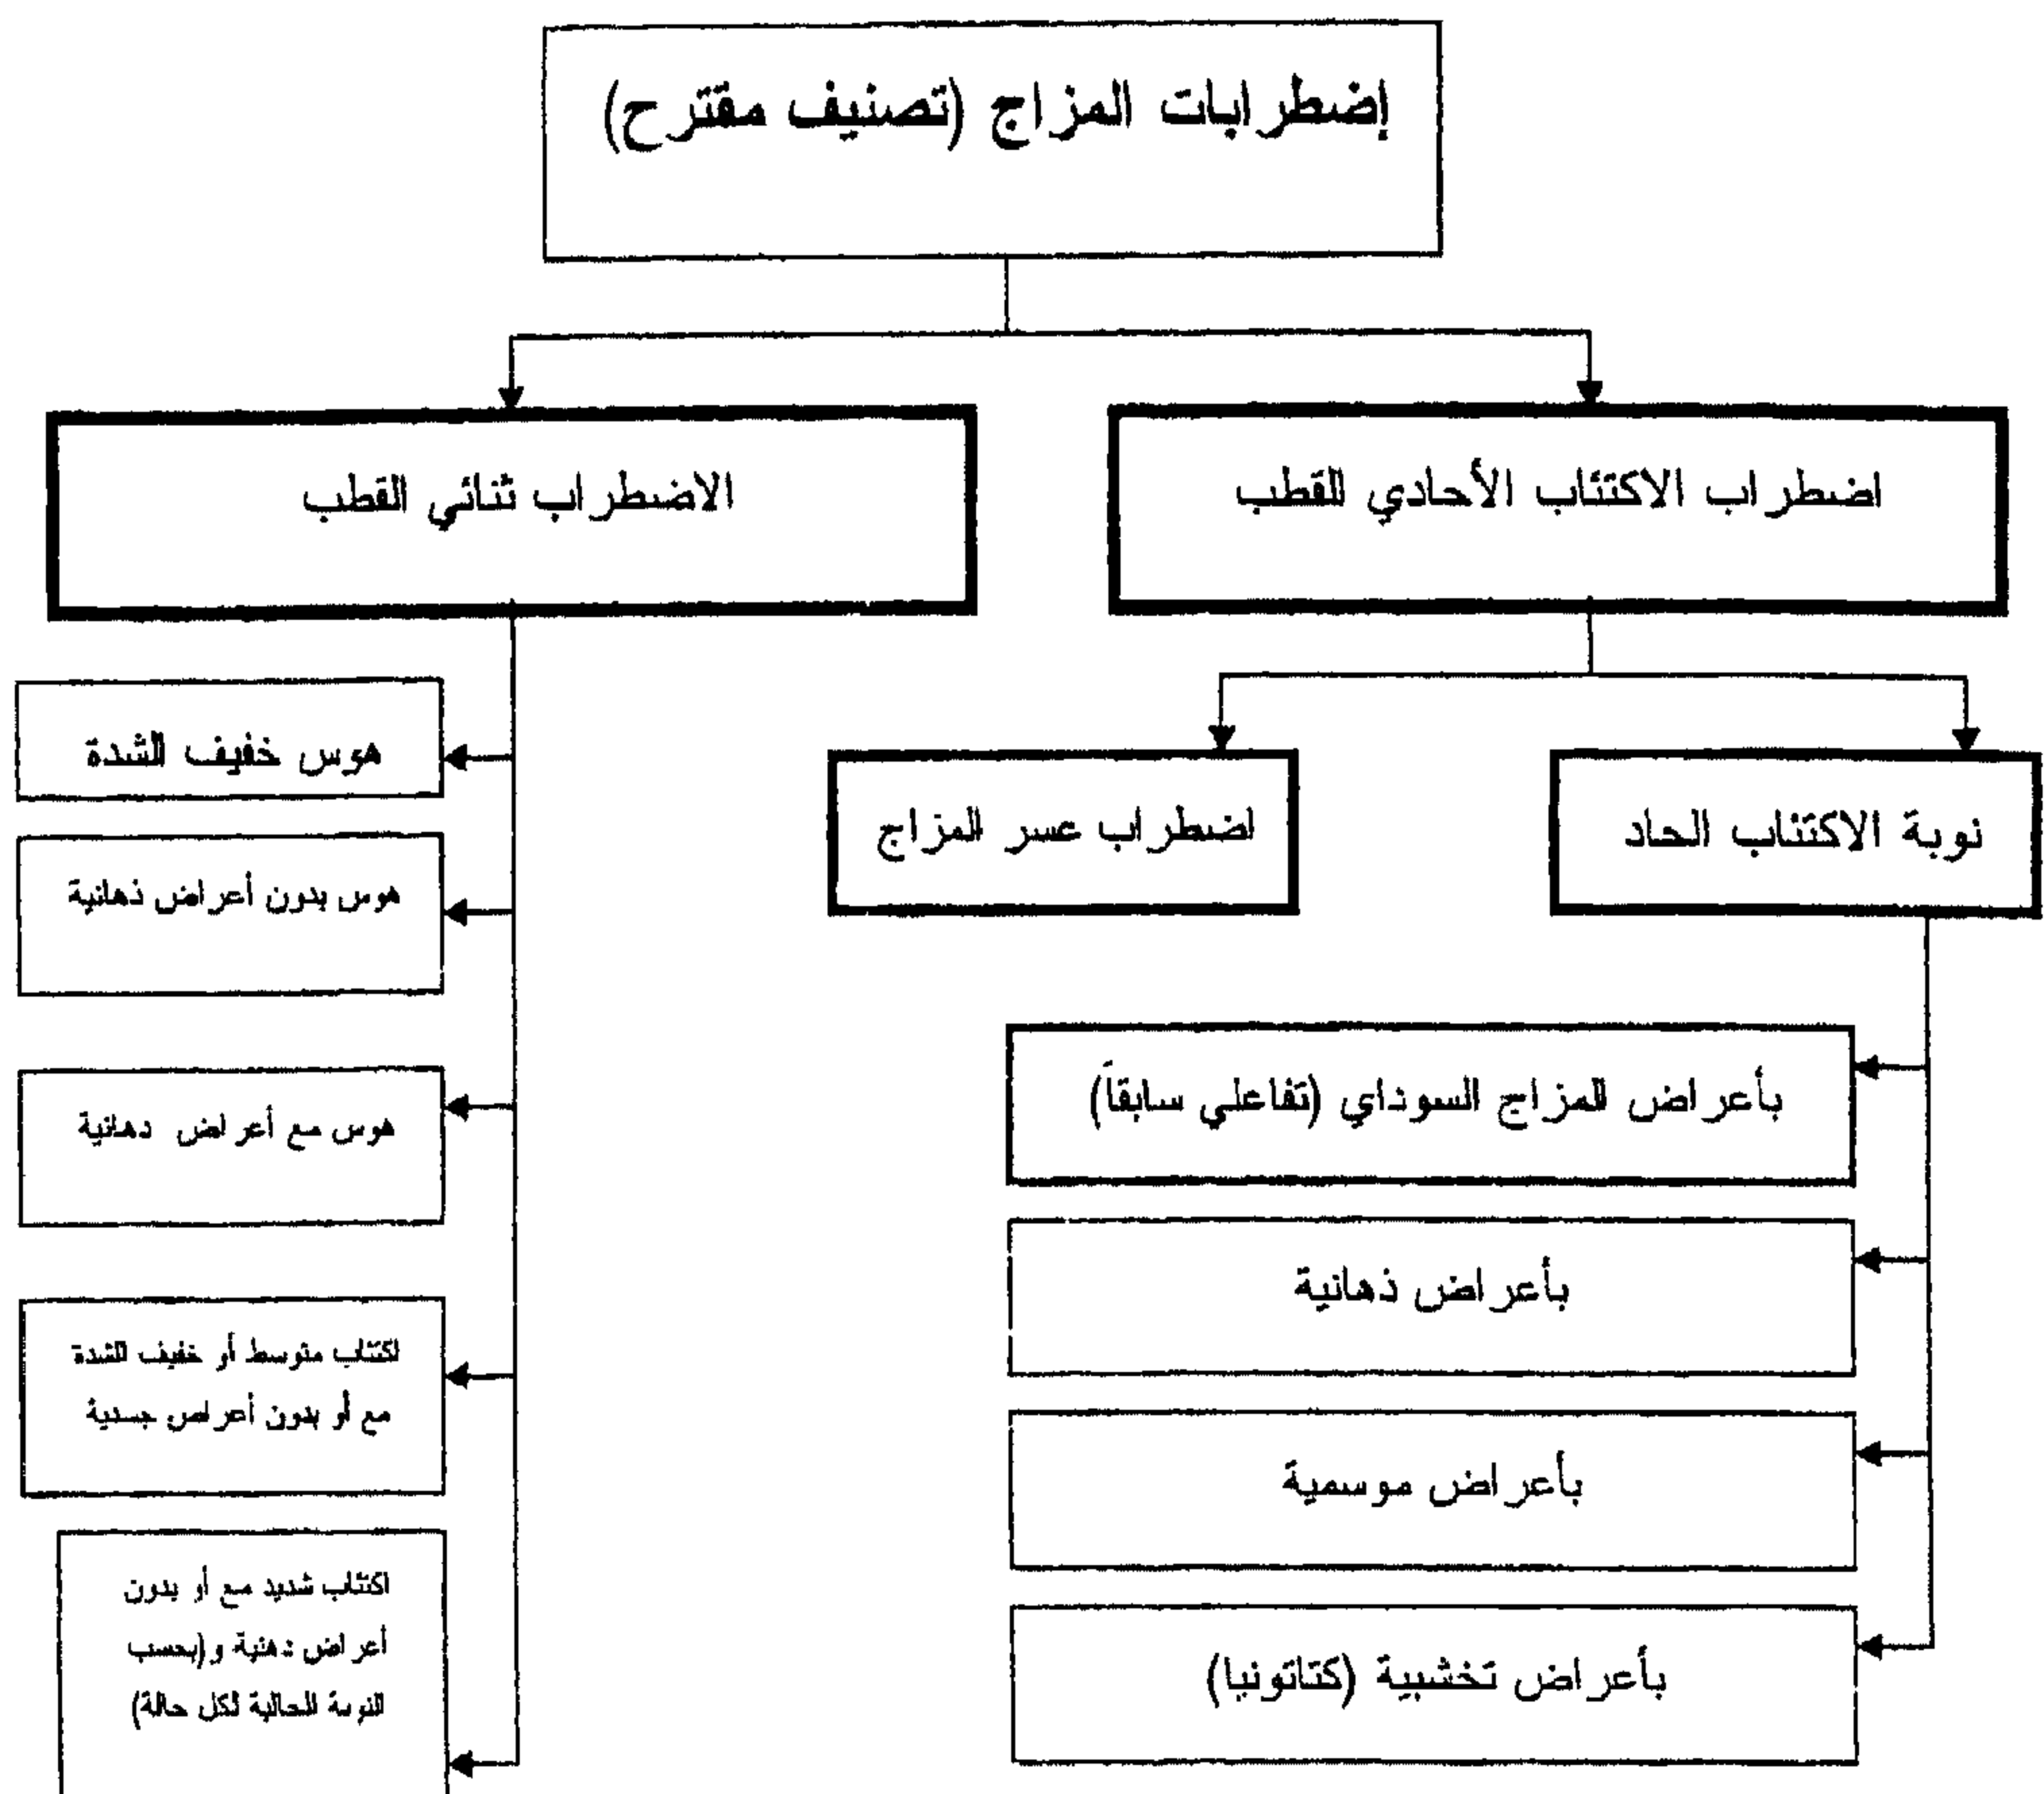 إضطرابات المزاج (تصنيف مقترح)
اضطراب الاكتئاب الأحادي للقطب
الاضطراب ثنائي القطب
نوبة الاكتئاب الحاد
اضطراب عسر المزاج
بأعراض المزاج السوداي (تفاعلي سابقاً)
بأعراض ذهانية
بأعراض موسمية
بأعراض تخشبية (كتاتونيا)
هوس خفيف الشدة
هوس بدون أعراض ذهانية
هوس مع أعراض دهانية
اكتئاب متوسط أو خفيف الشدة
مع أو بدون أعراض جسدية
اكتئاب شديد مع أو بدون
أعراض دهنية و(بحسب
النوبة الحالية لكل حالة)